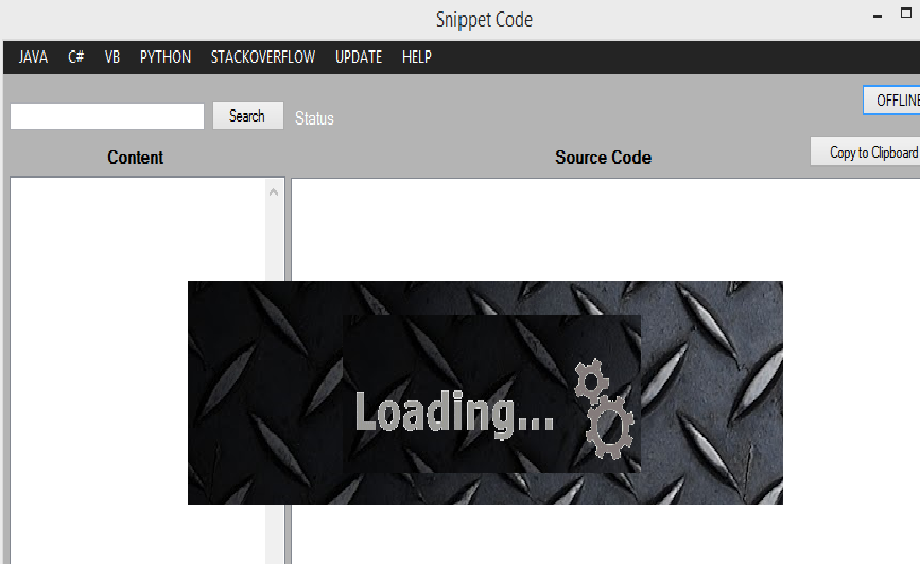 Snippet Code
JAVA C# VB PYTHON STACKOVERFLOW UPDATE HELP
OFFLINE
Search Status
Content Source Code Copy to Clipboard
Loading...